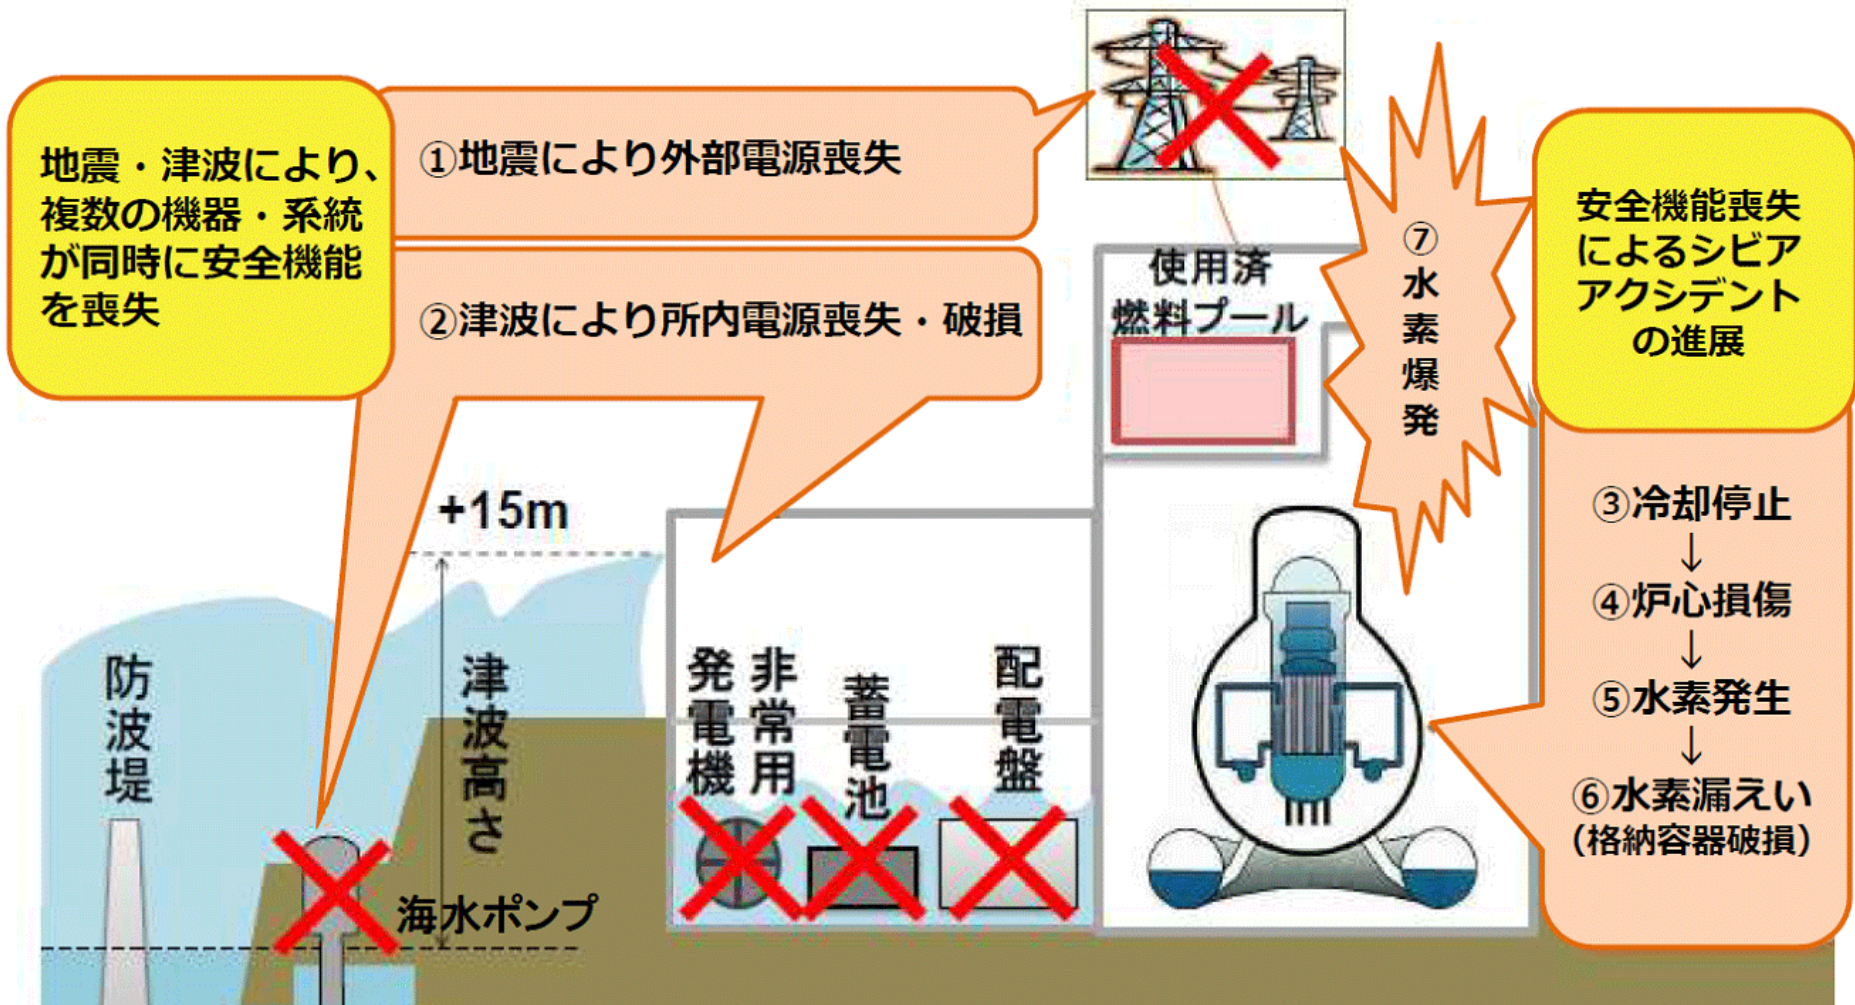 地震・津波により、
複数の機器・系統
が同時に安全機能
を喪失
①地震により外部電源喪失
②津波により所内電源喪失・破損
使用済
燃料プール
⑦水素爆発
安全機能喪失
によるシビア
アクシデント
の進展
③冷却停止
↓
④炉心損傷
↓
⑤水素発生
↓
⑥水素漏えい
(格納容器破損)
+15m
防波堤
津波高さ
海水ポンプ
非常用
発電機
蓄電池
配電盤